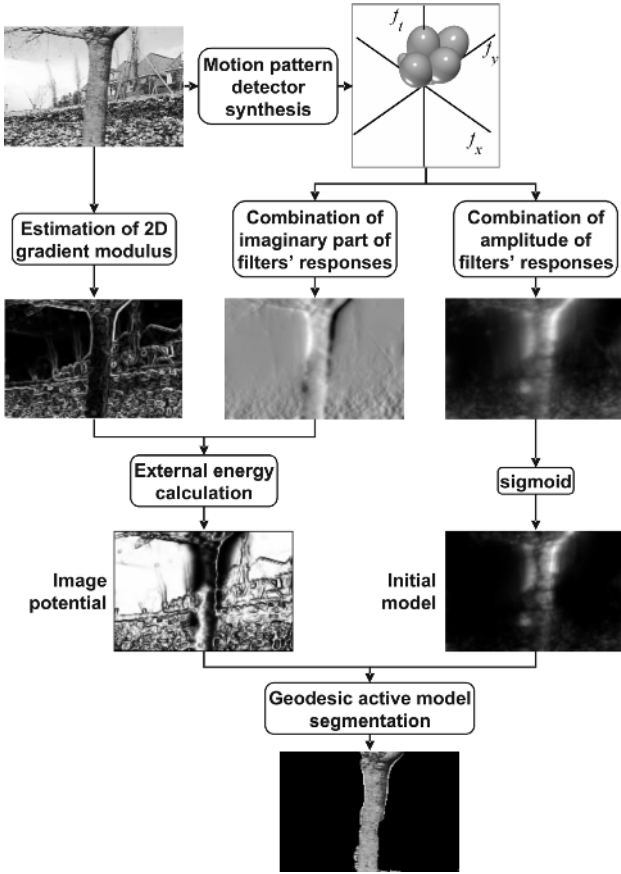 Motion pattern
detector
synthesis
f_t
f_y
f_x
Estimation of 2D
gradient modulus
Combination of
imaginary part of
filters' responses
Combination of
amplitude of
filters' responses
External energy
calculation
sigmoid
Image
potential
Initial
model
Geodesic active model
segmentation